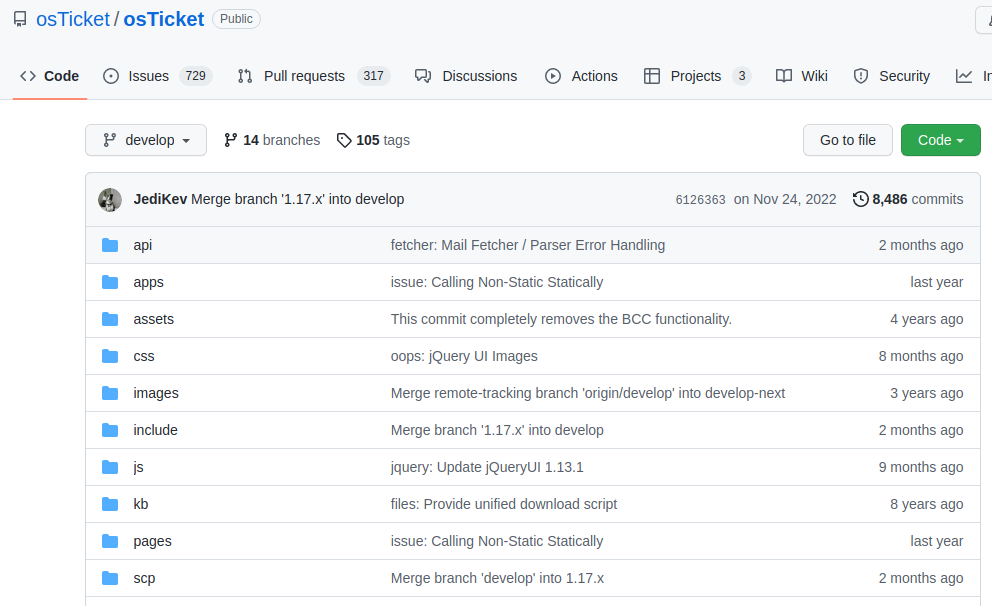 osTicket / osTicket Public
Code Issues 729 Pull requests 317 Discussions Actions Projects 3 Wiki Security
develop 14 branches 105 tags Go to file Code
JediKev Merge branch '1.17.x' into develop 6126363 on Nov 24, 2022 8,486 commits
api fetcher: Mail Fetcher / Parser Error Handling 2 months ago
apps issue: Calling Non-Static Statically last year
assets This commit completely removes the BCC functionality. 4 years ago
css oops: jQuery UI Images 8 months ago
images Merge remote-tracking branch 'origin/develop' into develop-next 3 years ago
include Merge branch '1.17.x' into develop 2 months ago
js jquery: Update jQueryUI 1.13.1 9 months ago
kb files: Provide unified download script 8 years ago
pages issue: Calling Non-Static Statically last year
scp Merge branch 'develop' into 1.17.x 2 months ago